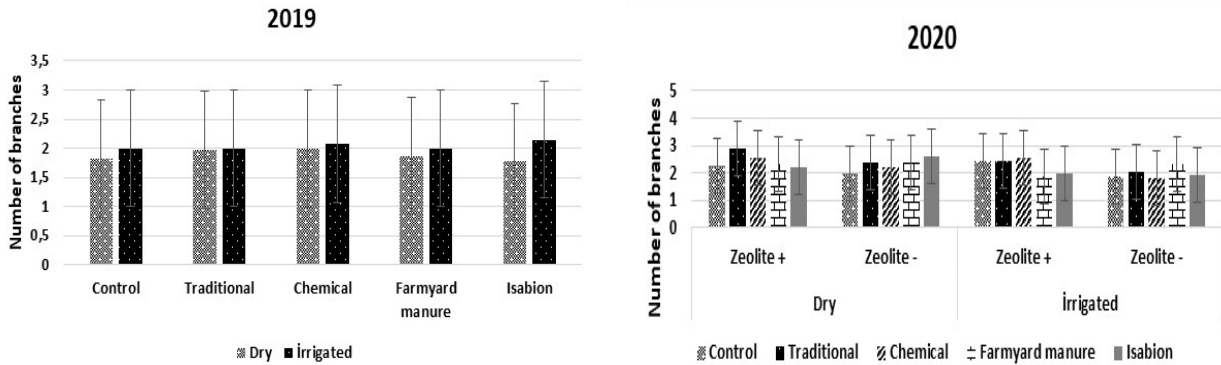 2019
Number of branches
3,5
3
2,5
2
1,5
1
0,5
0
Control Traditional Chemical Farmyard Isabion
manure
Dry İrrigated
2020
Number of branches
5
4
3
2
1
0
Zeolite + Zeolite - Zeolite + Zeolite -
Dry İrrigated
Control Traditional Chemical Farmyard manure Isabion